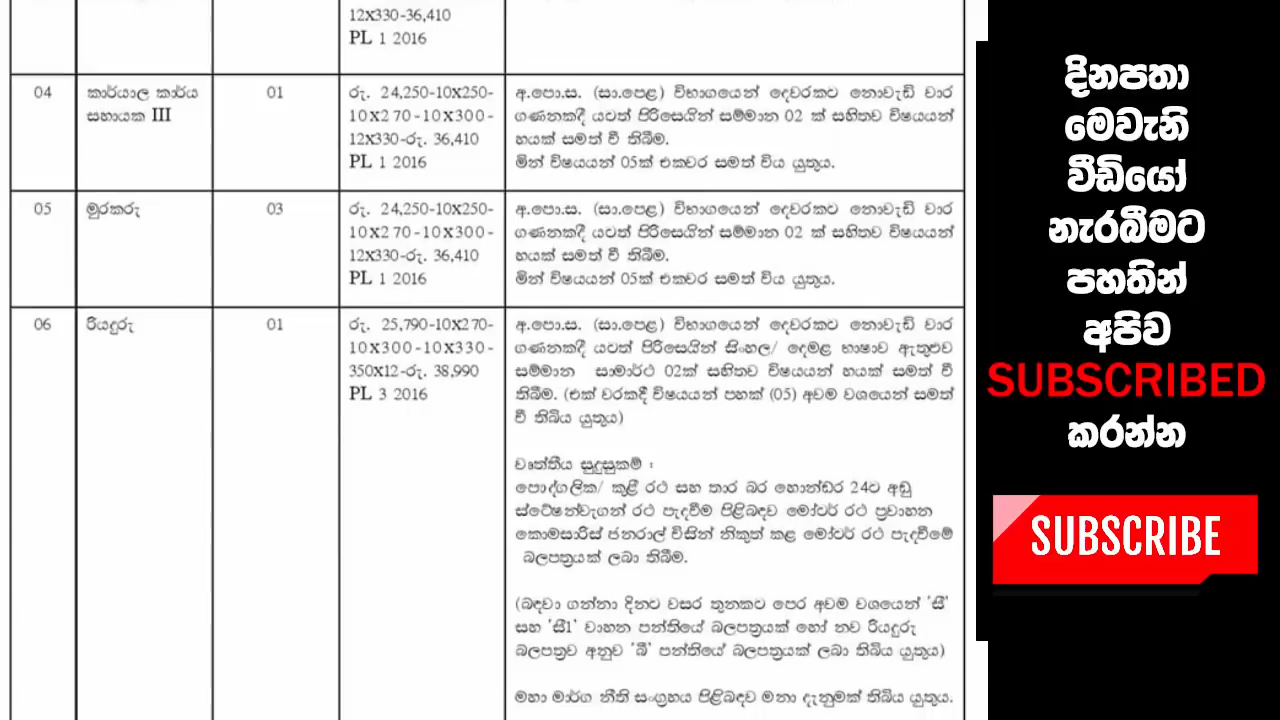 12x330-36,410
PL 1 2016
04
කාර්යාල කාර්ය
සහායක III
01
රු. 24,250-10x250-
10x270-10x300-
12x330-රු. 36,410
PL 1 2016
අ.පො.ස. (සා.පෙළ) විභාගයෙන් දෙවරකට නොවැඩි වාර
ගණනකදී යටත් පිරිසෙයින් සම්මාන 02 ක් සහිතව විෂයයන්
හයක් සමත් වී තිබීම.
මින් විෂයයන් 05ක් එකවර සමත් විය යුතුය.
05
මුරකරු
03
රු. 24,250-10x250-
10x270-10x300-
12x330-රු. 36,410
PL 1 2016
අ.පො.ස. (සා.පෙළ) විභාගයෙන් දෙවරකට නොවැඩි වාර
ගණනකදී යටත් පිරිසෙයින් සම්මාන 02 ක් සහිතව විෂයයන්
හයක් සමත් වී තිබීම.
මින් විෂයයන් 05ක් එකවර සමත් විය යුතුය.
06
රියදුරු
01
රු. 25,790-10x270-
10x300-10x330-
350x12-රු. 38,990
PL 3 2016
අ.පො.ස. (සා.පෙළ) විභාගයෙන් දෙවරකට නොවැඩි වාර
ගණනකදී යටත් පිරිසෙයින් සිංහල/ දෙමළ භාෂාව ඇතුළුව
සම්මාන සාමාර්ථ 02ක් සහිතව විෂයයන් හයක් සමත් වී
තිබීම. (එක් වරකදී විෂයයන් පහක් (05) අවම වශයෙන් සමත්
වී තිබිය යුතුය)
වෘත්තීය සුදුසුකම් :
පෞද්ගලික/ කුලී රථ සහ තාර බර හොන්ඩර 24ට අඩු
ස්ටේෂන්වැගන් රථ පැදවීම පිළිබඳව මෝටර් රථ ප්‍රවාහන
කොමසාරිස් ජනරාල් විසින් නිකුත් කළ මෝටර් රථ පැදවීමේ
බලපත්‍රයක් ලබා තිබීම.
(බඳවා ගන්නා දිනට වසර තුනකට පෙර අවම වශයෙන් 'සී'
සහ 'සී1' වාහන පන්තියේ බලපත්‍රයක් හෝ නව රියදුරු
බලපත්‍රව අනුව 'බී' පන්තියේ බලපත්‍රයක් ලබා තිබිය යුතුය)
මහා මාර්ග නීති සංග්‍රහය පිළිබඳව මනා දැනුමක් තිබිය යුතුය.
දිනපතා
මෙවැනි
වීඩියෝ
නැරබීමට
පහතින්
අපිව
SUBSCRIBED
කරන්න
SUBSCRIBE